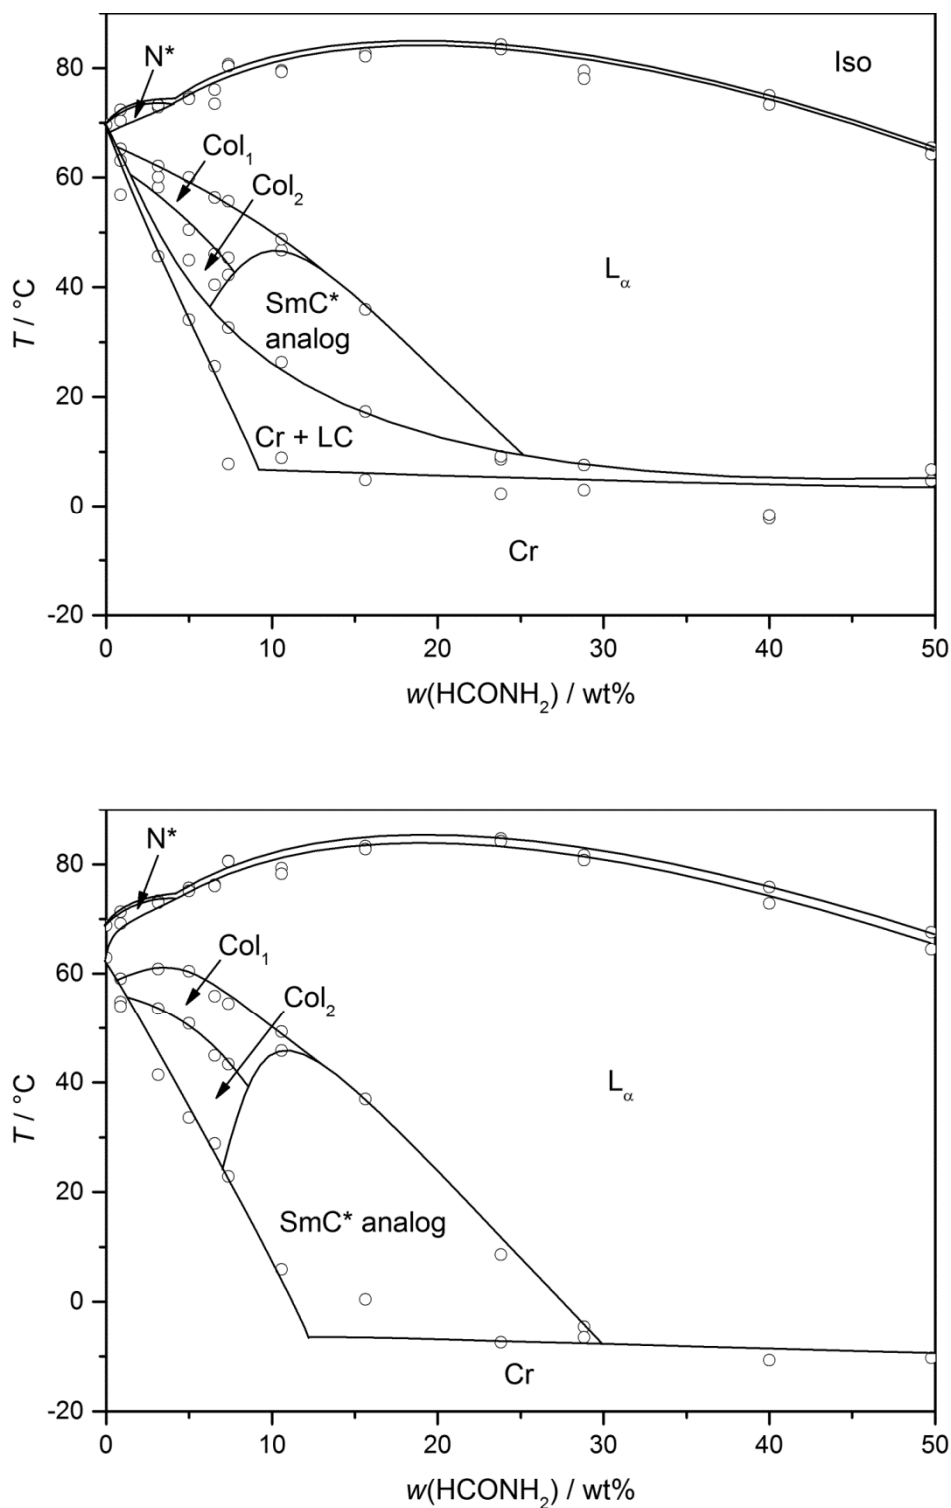 N*
Iso
80
Col₁
60
Col₂
T / °C
40
SmC*
analog
Lα
20
Cr + LC
0
Cr
-20
0 10 20 30 40 50
w(HCONH₂) / wt%
N*
80
Col₁
60
Col₂
T / °C
40
Lα
20
SmC* analog
0
Cr
-20
0 10 20 30 40 50
w(HCONH₂) / wt%